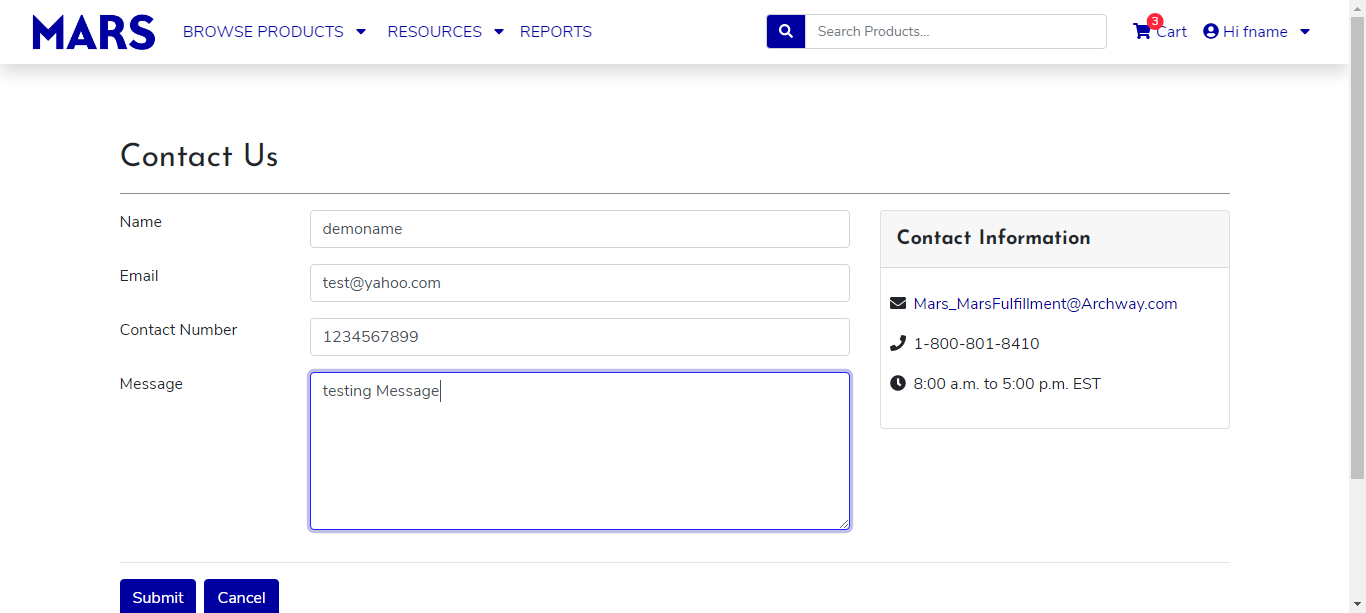 MARS BROWSE PRODUCTS RESOURCES REPORTS Search Products... 3 Cart Hi fname
Contact Us
Name demoname
Email test@yahoo.com
Contact Number 1234567899
Message testing Message
Contact Information
Mars_MarsFulfillment@Archway.com
1-800-801-8410
8:00 a.m. to 5:00 p.m. EST
Submit Cancel